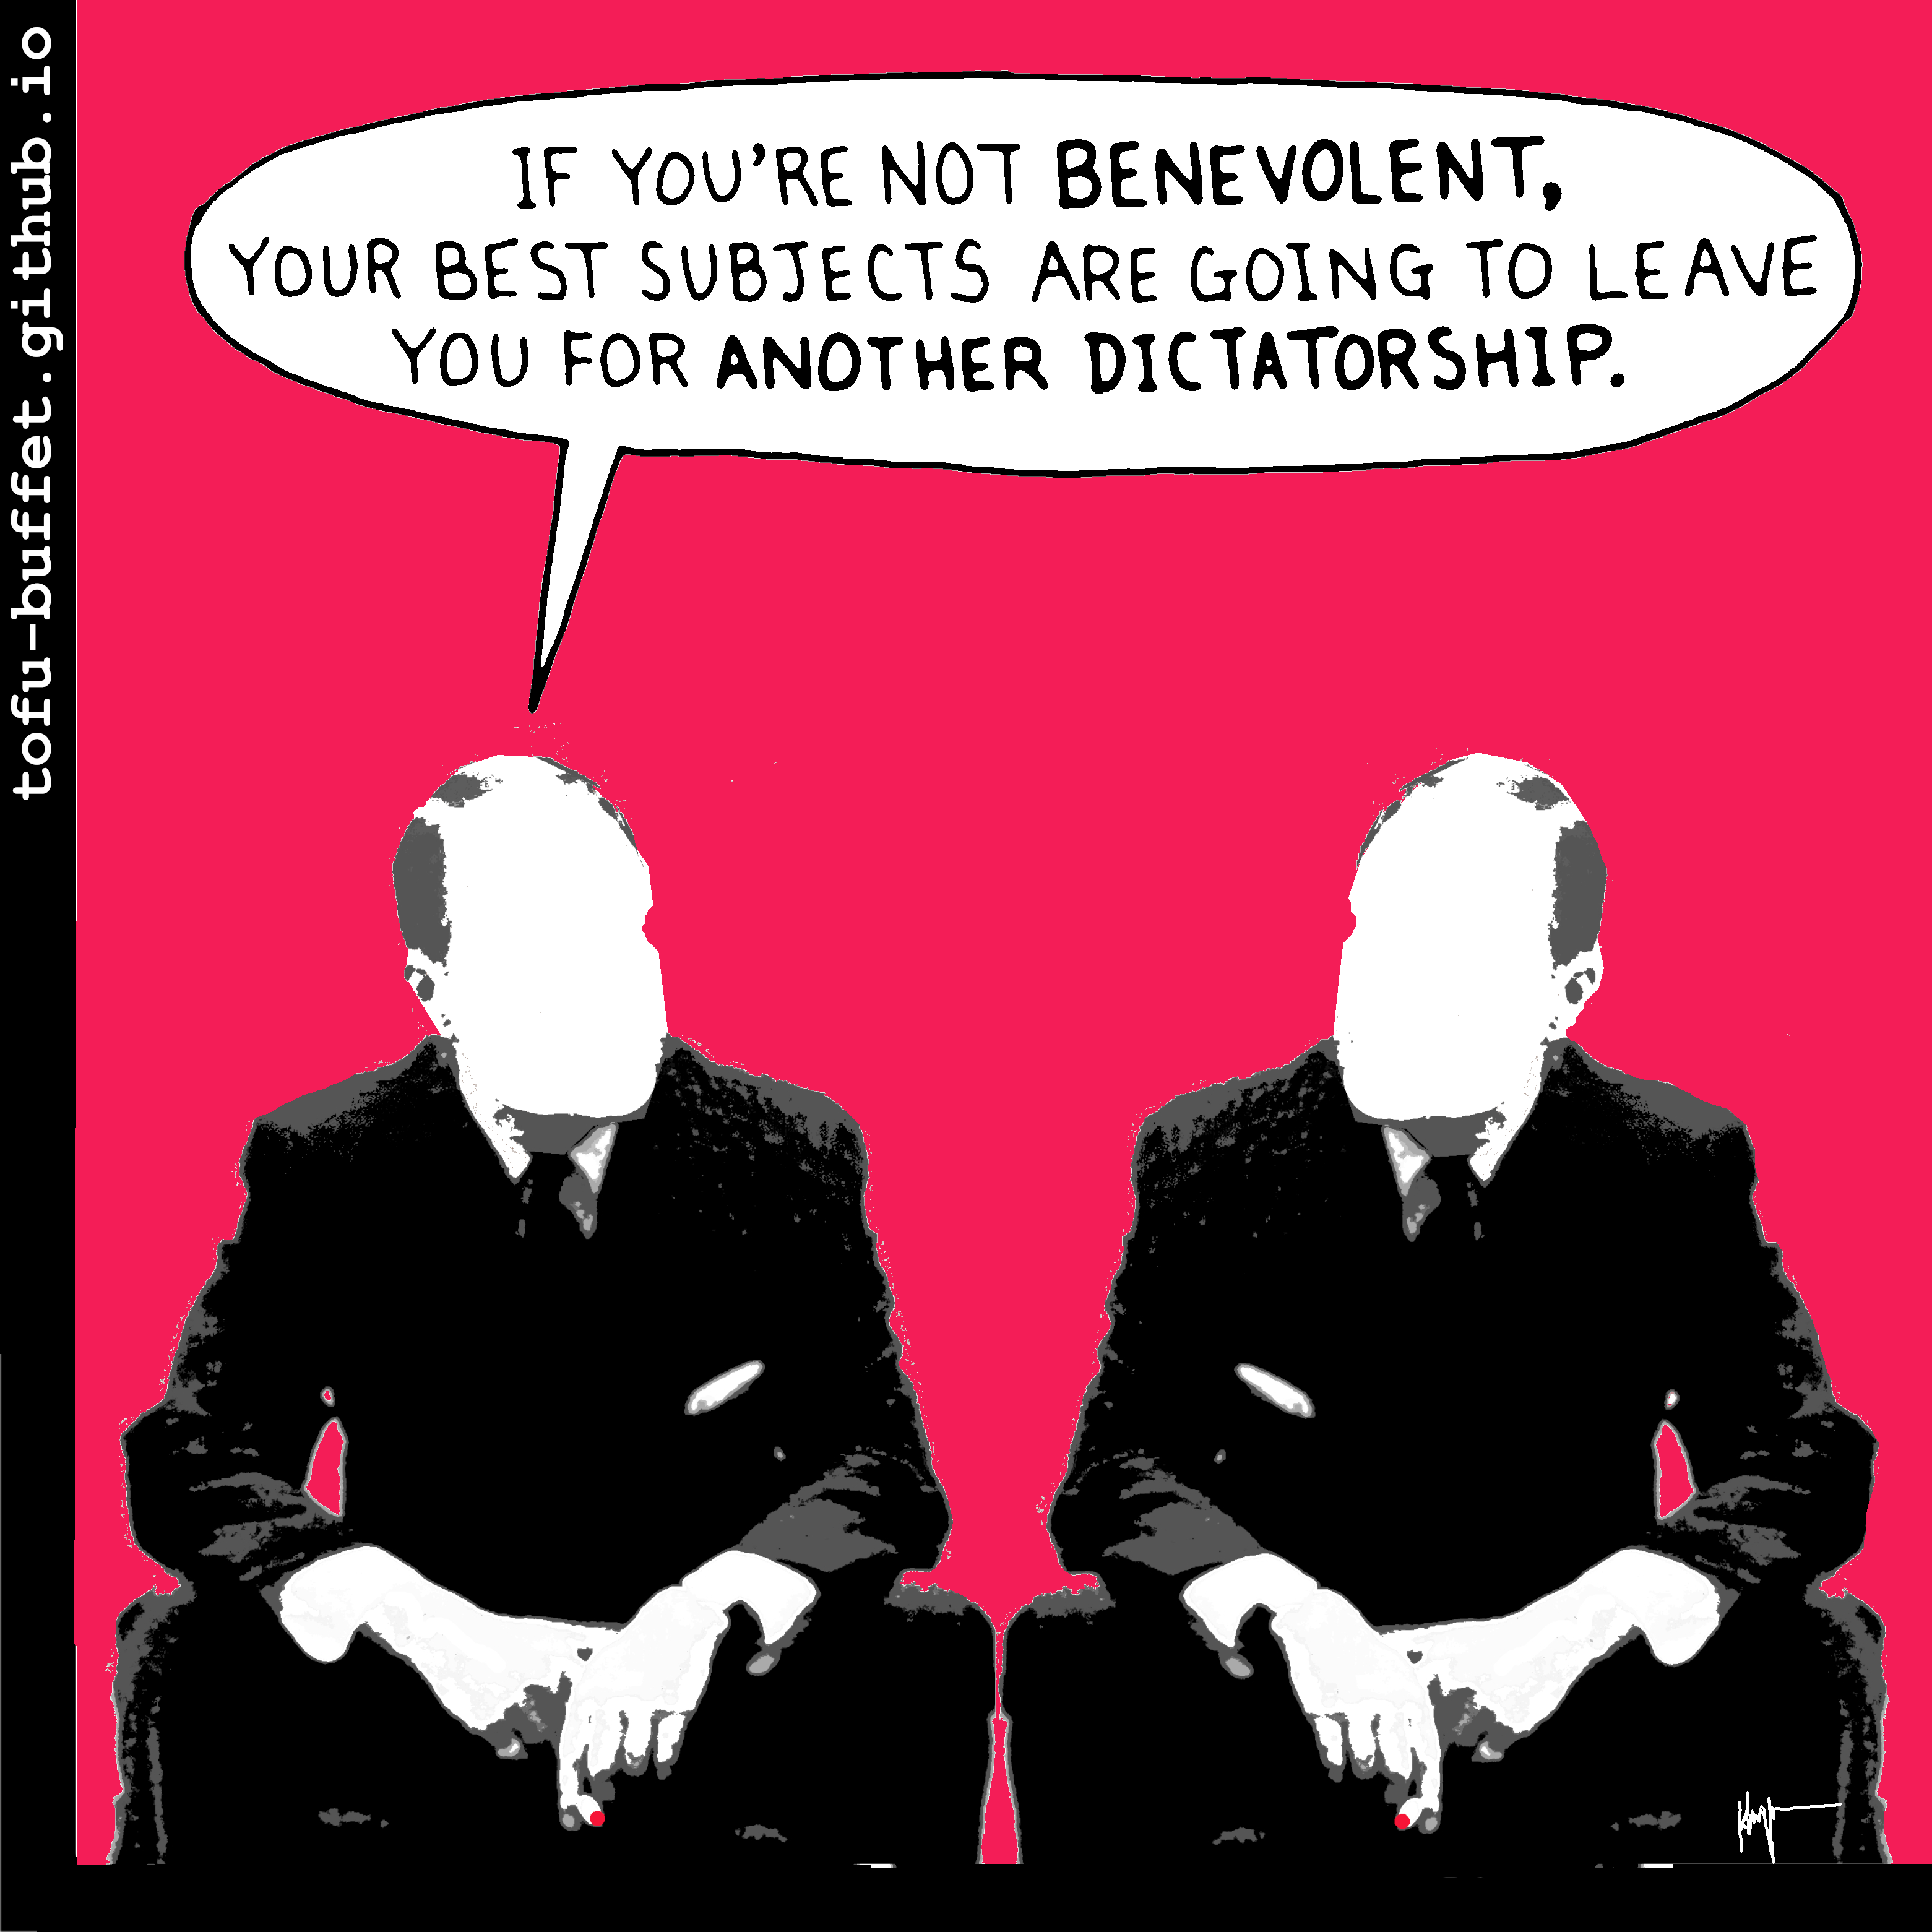 tofu-buffet.github.io
IF YOU'RE NOT BENEVOLENT,
YOUR BEST SUBJECTS ARE GOING TO LEAVE
YOU FOR ANOTHER DICTATORSHIP.